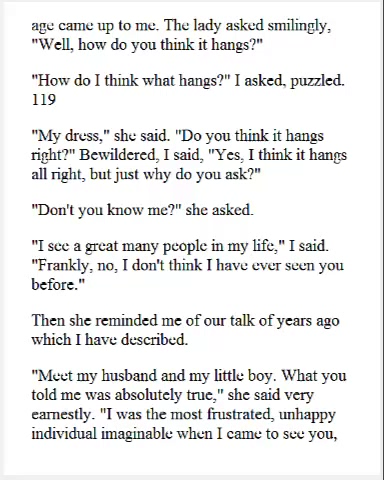 age came up to me. The lady asked smilingly,
"Well, how do you think it hangs?"
"How do I think what hangs?" I asked, puzzled.
119
"My dress," she said. "Do you think it hangs
right?" Bewildered, I said, "Yes, I think it hangs
all right, but just why do you ask?"
"Don't you know me?" she asked.
"I see a great many people in my life," I said.
"Frankly, no, I don't think I have ever seen you
before."
Then she reminded me of our talk of years ago
which I have described.
"Meet my husband and my little boy. What you
told me was absolutely true," she said very
earnestly. "I was the most frustrated, unhappy
individual imaginable when I came to see you,